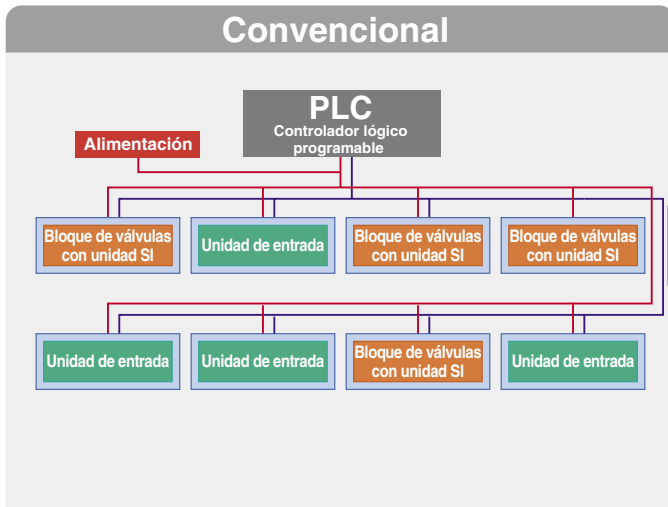 Convencional
PLC
Controlador lógico
programable
Alimentación
Bloque de válvulas
con unidad SI
Unidad de entrada
Bloque de válvulas
con unidad SI
Bloque de válvulas
con unidad SI
Unidad de entrada
Unidad de entrada
Bloque de válvulas
con unidad SI
Unidad de entrada